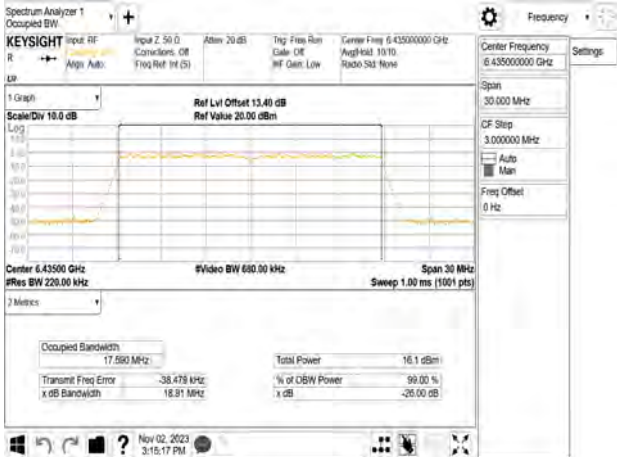 Spectrum Analyzer 1
Occupied BW
+
Frequency
KEYSIGHT
R
Input: RF
Align: Auto
Input Z: 50 Ω
Corrections: Off
Freq Ref: Int (S)
Atten: 20 dB
Trig: Free Run
Gate: Off
#IF Gain: Low
Center Freq: 6.435000000 GHz
Avg|Hold: 10/10
Radio Std: None
Center Frequency
6.435000000 GHz
Settings
Span
30.000 MHz
CF Step
3.000000 MHz
Auto
Man
Freq Offset
0 Hz
1 Graph
Scale/Div 10.0 dB
Ref Lvl Offset 13.40 dB
Ref Value 20.00 dBm
Log
Center 6.43500 GHz
#Res BW 220.00 kHz
#Video BW 680.00 kHz
Span 30 MHz
Sweep 1.00 ms (1001 pts)
2 Metrics
Occupied Bandwidth
17.590 MHz
Total Power
16.1 dBm
Transmit Freq Error
-38.479 kHz
% of OBW Power
99.00 %
x dB Bandwidth
18.91 MHz
x dB
-26.00 dB
?
Nov 02, 2023
3:15:17 PM